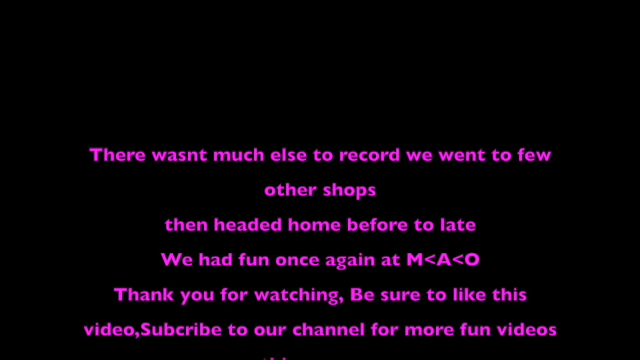 There wasnt much else to record we went to few
other shops
then headed home before to late
We had fun once again at M<A<O
Thank you for watching, Be sure to like this
video,Subcribe to our channel for more fun videos